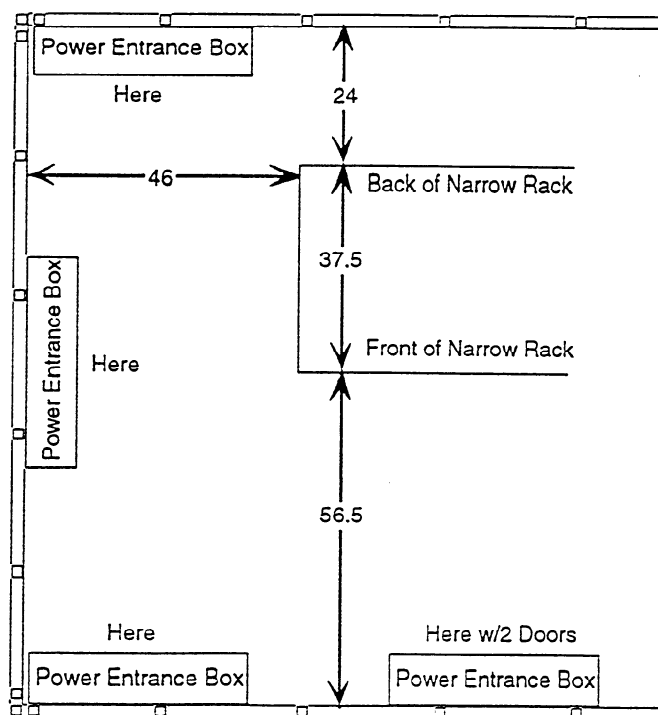 Power Entrance Box
Here
24
46
Back of Narrow Rack
37.5
Power Entrance Box
Here
Front of Narrow Rack
56.5
Here
Here w/2 Doors
Power Entrance Box
Power Entrance Box